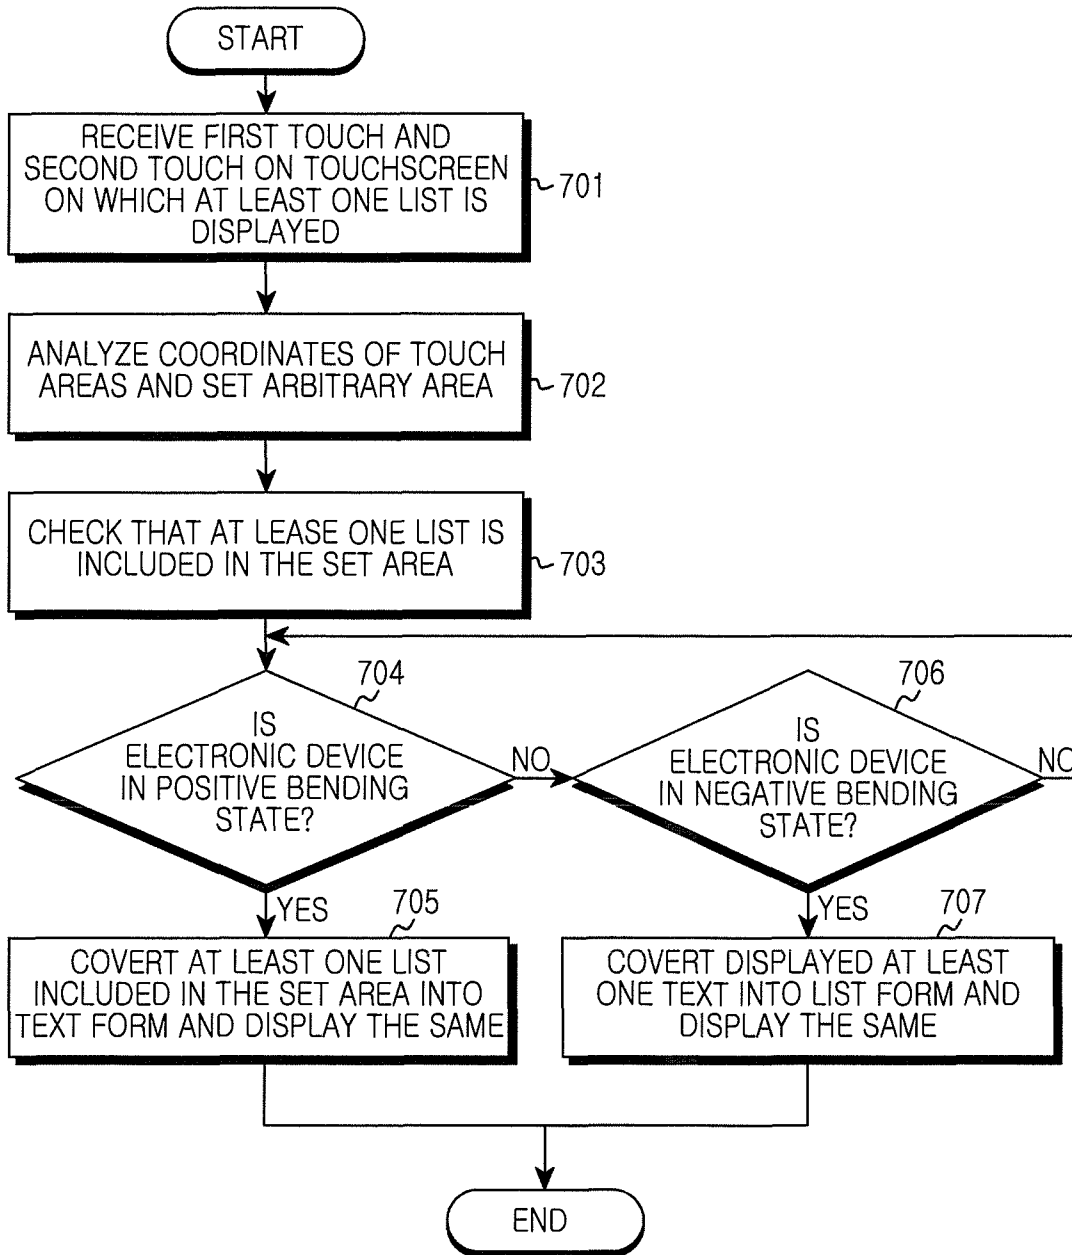 START
RECEIVE FIRST TOUCH AND
SECOND TOUCH ON TOUCHSCREEN
ON WHICH AT LEAST ONE LIST IS
DISPLAYED
701
ANALYZE COORDINATES OF TOUCH
AREAS AND SET ARBITRARY AREA
702
CHECK THAT AT LEASE ONE LIST IS
INCLUDED IN THE SET AREA
703
704
IS
ELECTRONIC DEVICE
IN POSITIVE BENDING
STATE?
NO
706
IS
ELECTRONIC DEVICE
IN NEGATIVE BENDING
STATE?
NO
YES
705
COVERT AT LEAST ONE LIST
INCLUDED IN THE SET AREA INTO
TEXT FORM AND DISPLAY THE SAME
YES
707
COVERT DISPLAYED AT LEAST
ONE TEXT INTO LIST FORM AND
DISPLAY THE SAME
END